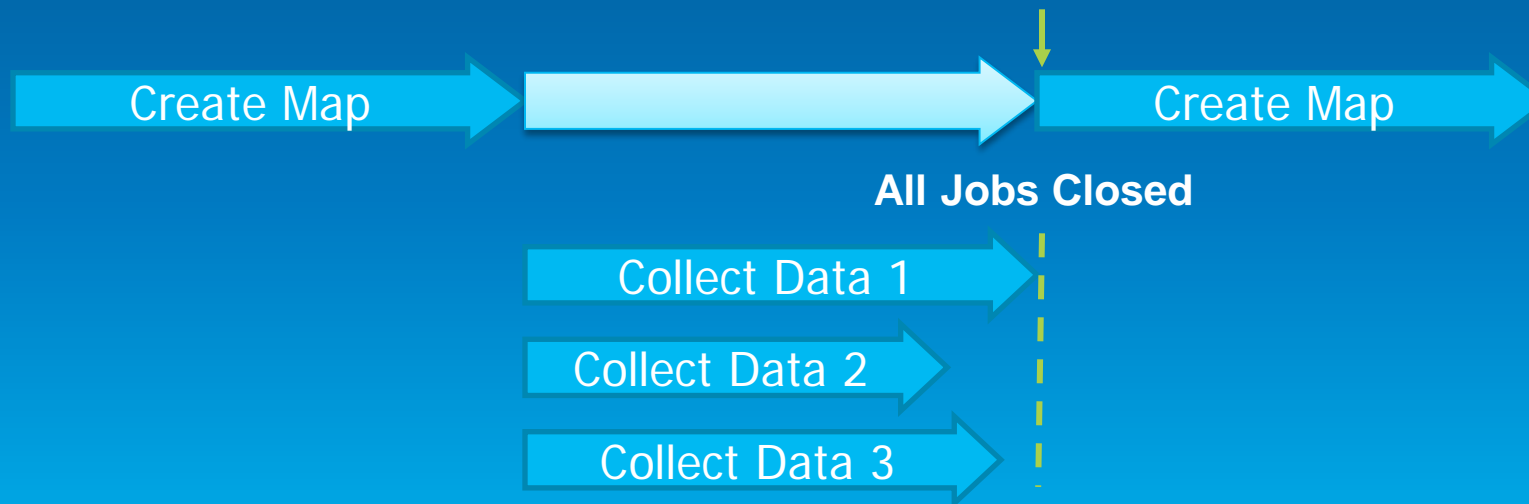 Create Map
Create Map
All Jobs Closed
Collect Data 1
Collect Data 2
Collect Data 3